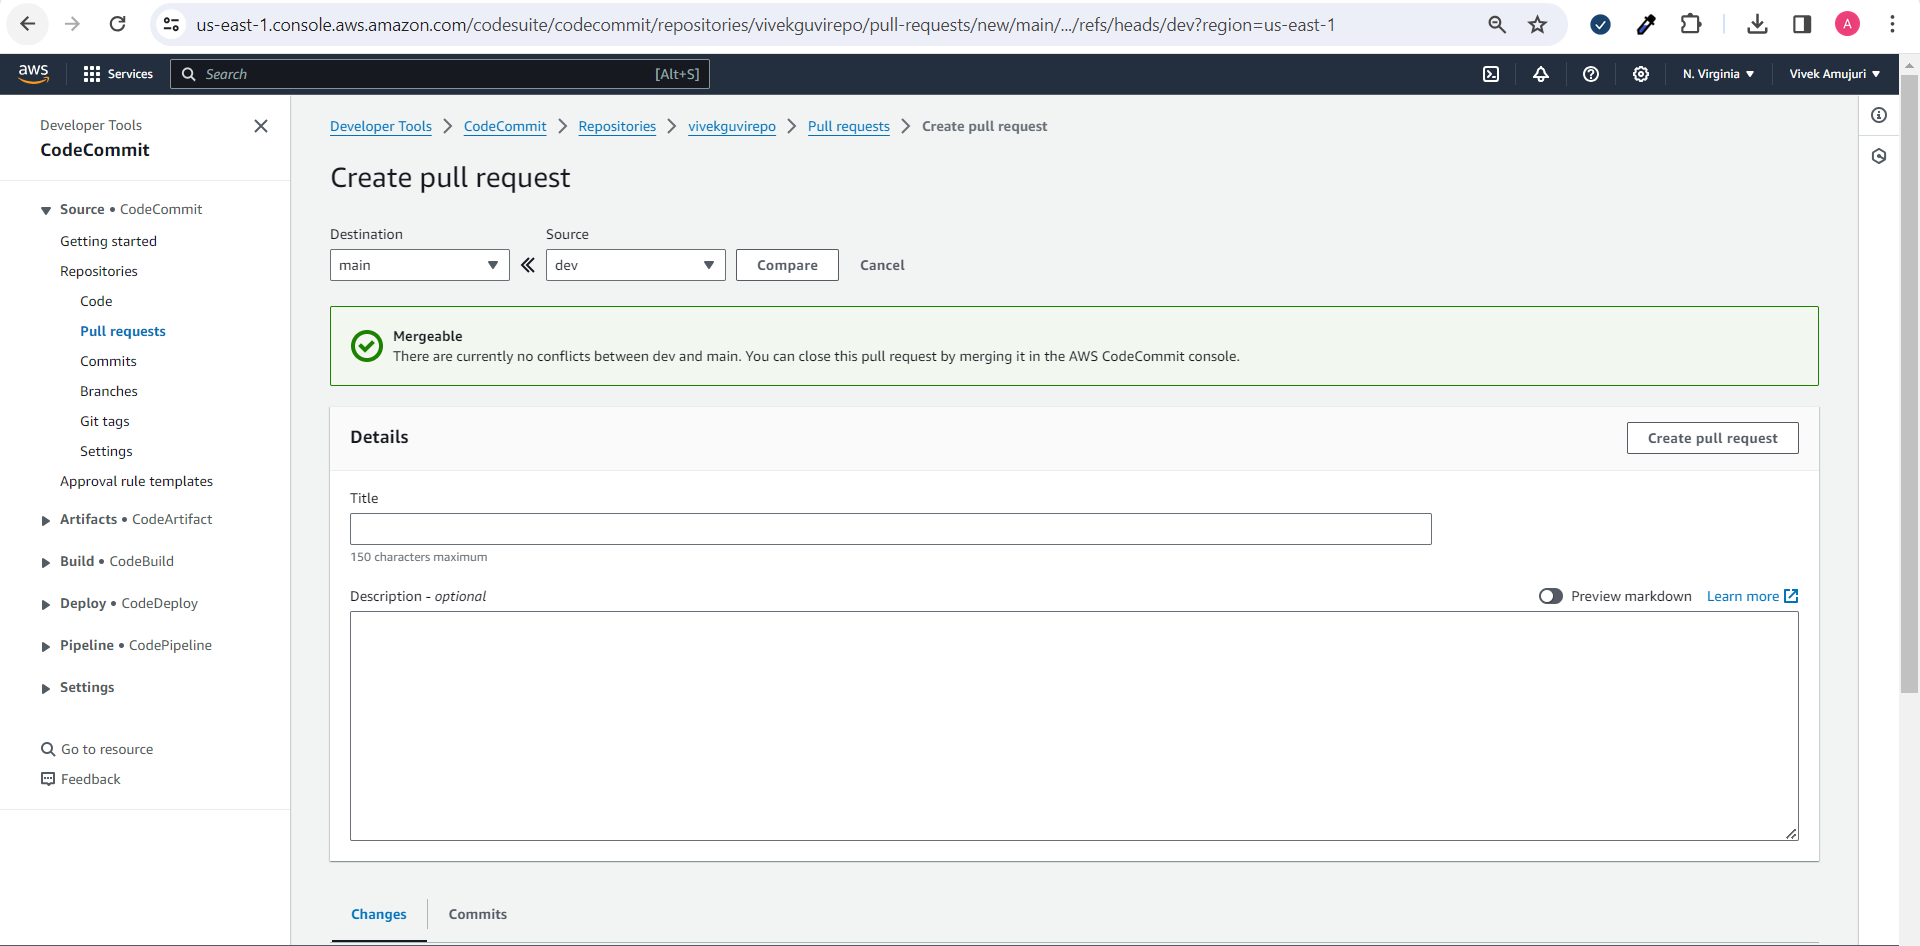 us-east-1.console.aws.amazon.com/codesuite/codecommit/repositories/vivekguvirepo/pull-requests/new/main/.../refs/heads/dev?region=us-east-1
A
aws
Services
Search
[Alt+S]
N. Virginia
Vivek Amujuri
Developer Tools
CodeCommit
Source • CodeCommit
Getting started
Repositories
Code
Pull requests
Commits
Branches
Git tags
Settings
Approval rule templates
Artifacts • CodeArtifact
Build • CodeBuild
Deploy • CodeDeploy
Pipeline • CodePipeline
Settings
Go to resource
Feedback
Developer Tools > CodeCommit > Repositories > vivekguvirepo > Pull requests > Create pull request
Create pull request
Destination
Source
main
dev
Compare
Cancel
Mergeable
There are currently no conflicts between dev and main. You can close this pull request by merging it in the AWS CodeCommit console.
Details
Create pull request
Title
150 characters maximum
Description - optional
Preview markdown
Learn more
Changes
Commits